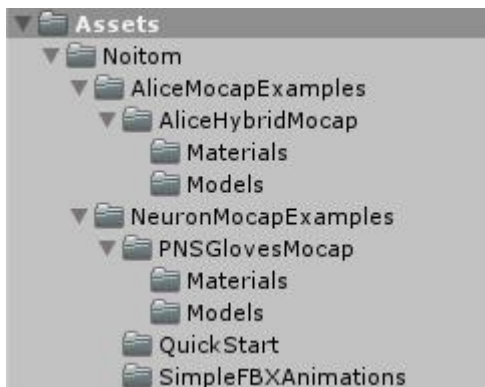 Assets
Noitom
AliceMocapExamples
AliceHybridMocap
Materials
Models
NeuronMocapExamples
PNSGlovesMocap
Materials
Models
QuickStart
SimpleFBXAnimations